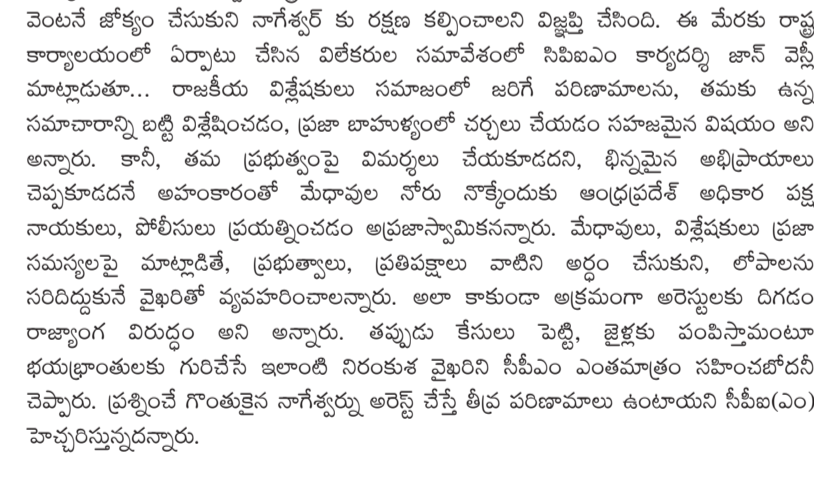 వెంటనే జోక్యం చేసుకుని నాగేశ్వర్ కు రక్షణ కల్పించాలని విజ్ఞప్తి చేసింది. ఈ మేరకు రాష్ట్ర
కార్యాలయంలో ఏర్పాటు చేసిన విలేకరుల సమావేశంలో సిపిఐఎం కార్యదర్శి జాన్ వెస్లీ
మాట్లాడుతూ... రాజకీయ విశ్లేషకులు సమాజంలో జరిగే పరిణామాలను, తమకు ఉన్న
సమాచారాన్ని బట్టి విశ్లేషించడం, ప్రజా బాహుళ్యంలో చర్చలు చేయడం సహజమైన విషయం అని
అన్నారు. కానీ, తమ ప్రభుత్వంపై విమర్శలు చేయకూడదని, భిన్నమైన అభిప్రాయాలు
చెప్పకూడదనే అహంకారంతో మేధావుల నోరు నొక్కేందుకు ఆంధ్రప్రదేశ్ అధికార పక్ష
నాయకులు, పోలీసులు ప్రయత్నించడం అప్రజాస్వామికనన్నారు. మేధావులు, విశ్లేషకులు ప్రజా
సమస్యలపై మాట్లాడితే, ప్రభుత్వాలు, ప్రతిపక్షాలు వాటిని అర్ధం చేసుకుని, లోపాలను
సరిదిద్దుకునే వైఖరితో వ్యవహరించాలన్నారు. అలా కాకుండా అక్రమంగా అరెస్టులకు దిగడం
రాజ్యాంగ విరుద్ధం అని అన్నారు. తప్పుడు కేసులు పెట్టి, జైళ్లకు పంపిస్తామంటూ
భయభ్రాంతులకు గురిచేసే ఇలాంటి నిరంకుశ వైఖరిని సీపీఎం ఎంతమాత్రం సహించబోదనీ
చెప్పారు. ప్రశ్నించే గొంతుకైన నాగేశ్వర్ను అరెస్ట్ చేస్తే తీవ్ర పరిణామాలు ఉంటాయని సీపీఐ(ఎం)
హెచ్చరిస్తున్నదన్నారు.